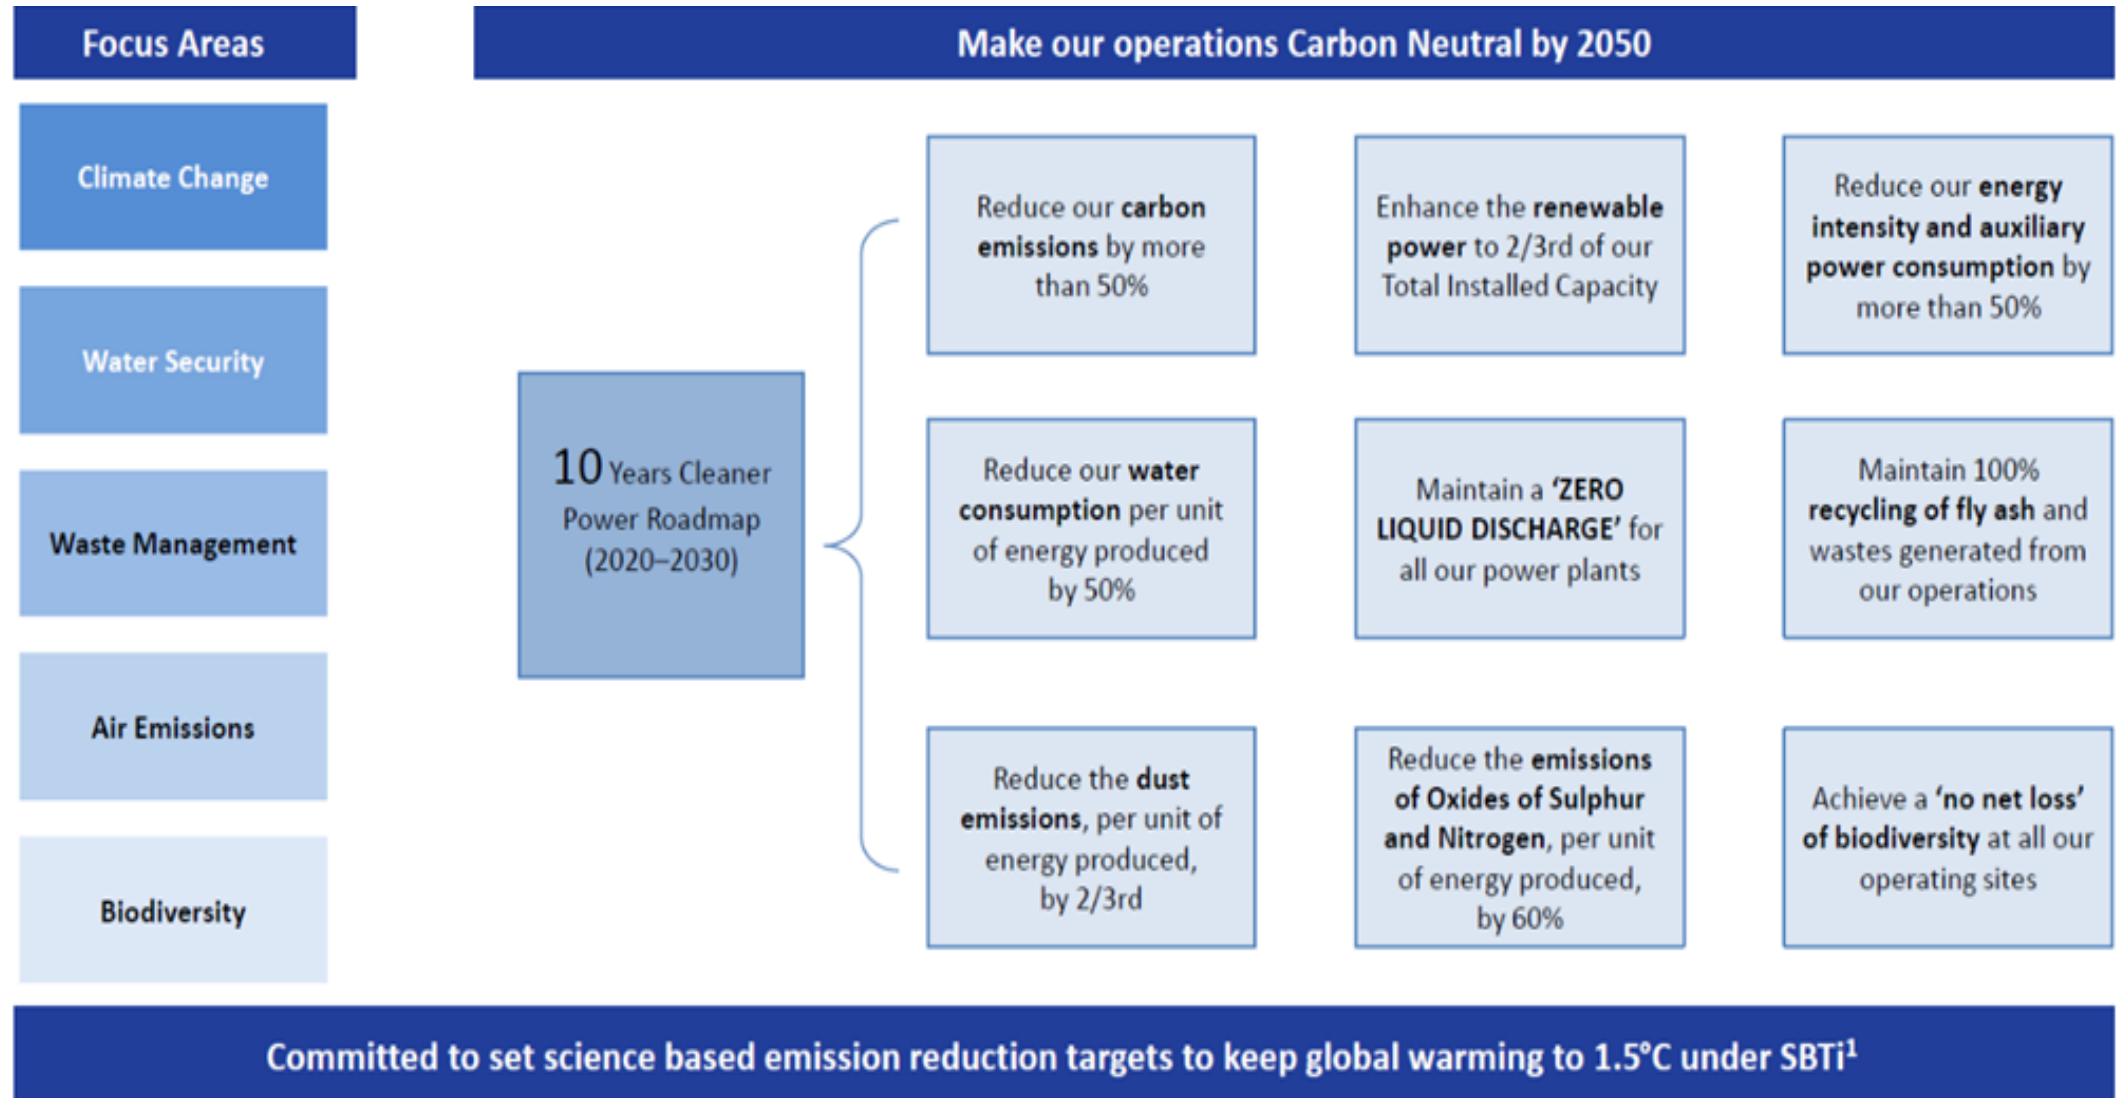 Focus Areas
Make our operations Carbon Neutral by 2050
Climate Change
Water Security
Waste Management
Air Emissions
Biodiversity
10 Years Cleaner
Power Roadmap
(2020–2030)
Reduce our carbon
emissions by more
than 50%
Enhance the renewable
power to 2/3rd of our
Total Installed Capacity
Reduce our energy
intensity and auxiliary
power consumption by
more than 50%
Reduce our water
consumption per unit
of energy produced
by 50%
Maintain a ‘ZERO
LIQUID DISCHARGE’ for
all our power plants
Maintain 100%
recycling of fly ash and
wastes generated from
our operations
Reduce the dust
emissions, per unit of
energy produced,
by 2/3rd
Reduce the emissions
of Oxides of Sulphur
and Nitrogen, per unit
of energy produced,
by 60%
Achieve a ‘no net loss’
of biodiversity at all our
operating sites
Committed to set science based emission reduction targets to keep global warming to 1.5°C under SBTi¹